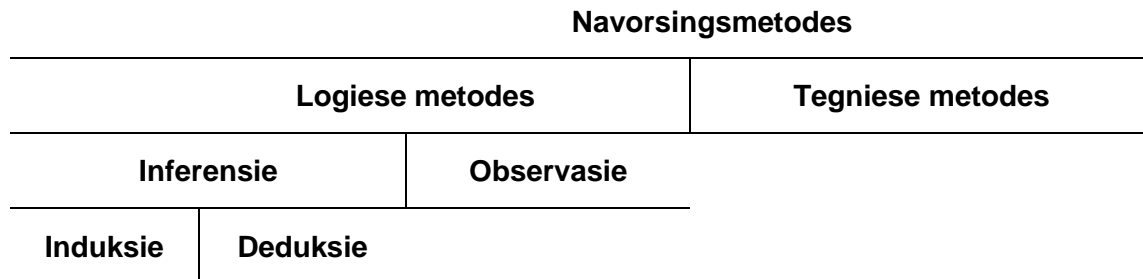 Navorsingsmetodes
Logiese metodes Tegniese metodes
Inferensie Observasie
Induksie Deduksie